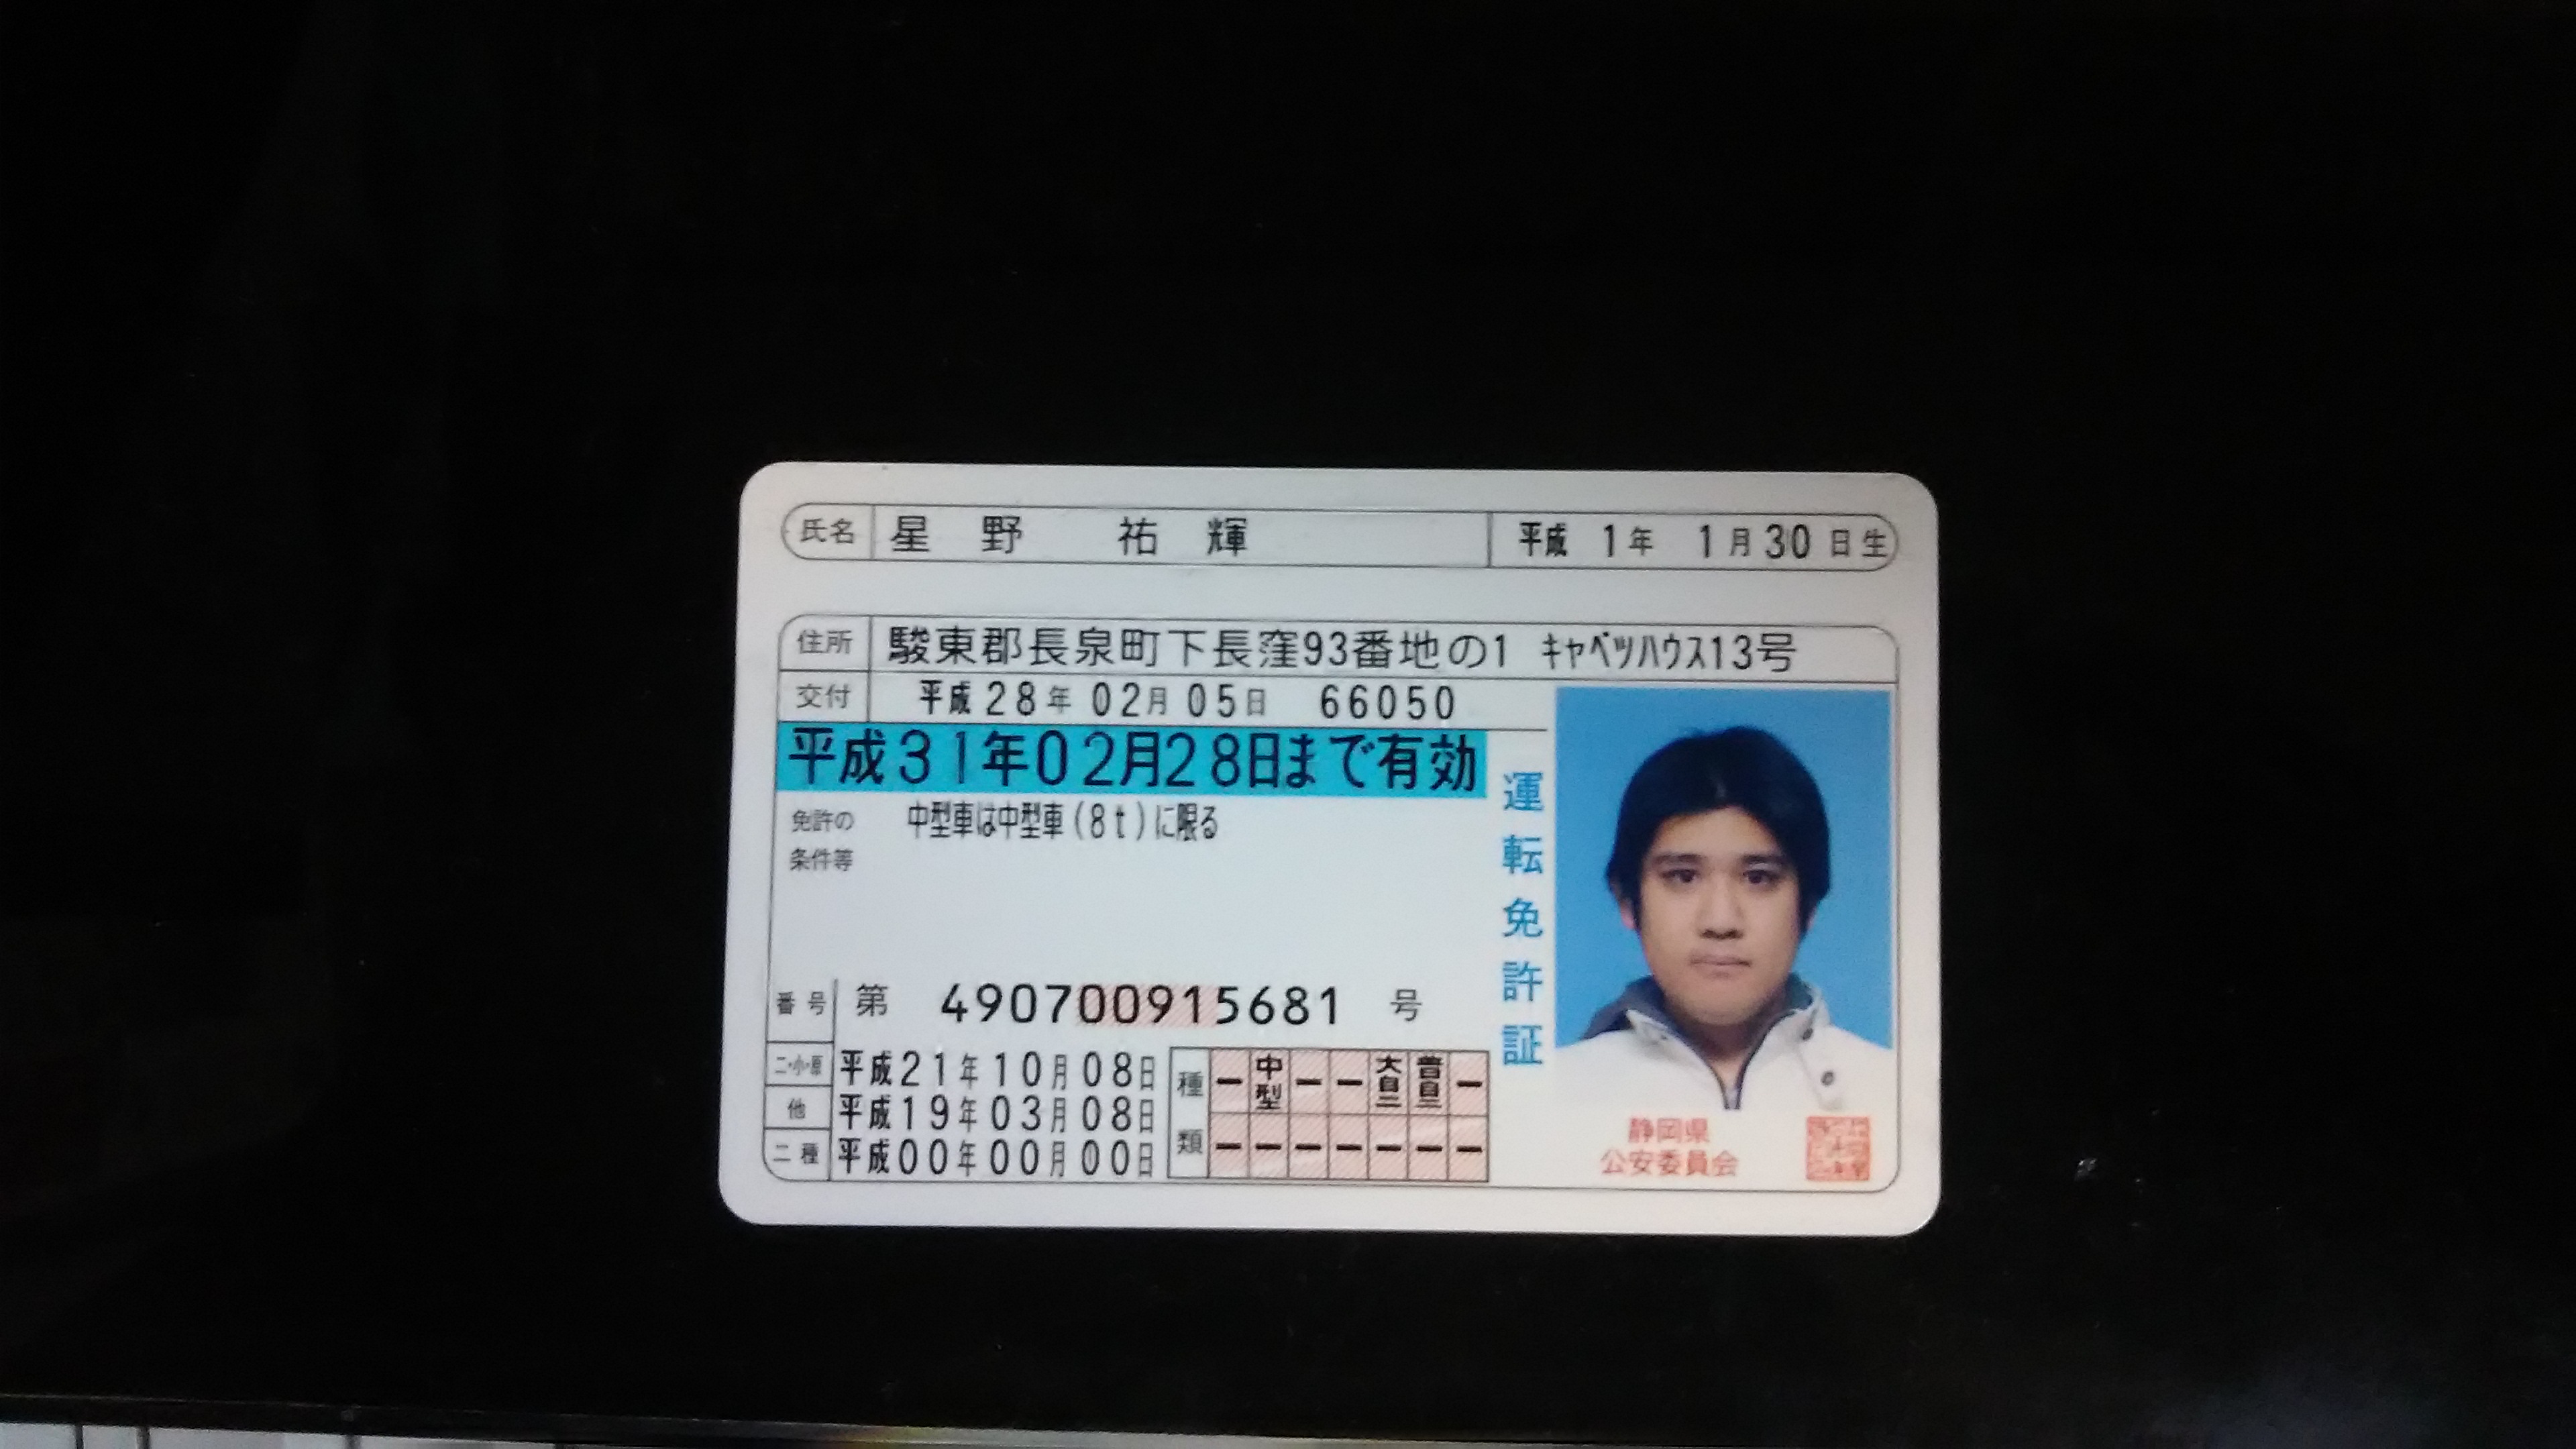 氏名 星野 祐輝 平成 1年 1月30日生
住所 駿東郡長泉町下長窪93番地の1 ｷｬﾍﾞﾂﾊｳｽ13号
交付 平成28年02月05日 66050
平成31年02月28日まで有効
免許の 中型車は中型車(8t)に限る
条件等
番号 第 490700915681 号
二・小・原 平成21年10月08日
他 平成19年03月08日
二種 平成00年00月00日
種類 ー 中型 ー ー 大自二 普自二 ー
ー ー ー ー ー ー ー
運転免許証
静岡県
公安委員会